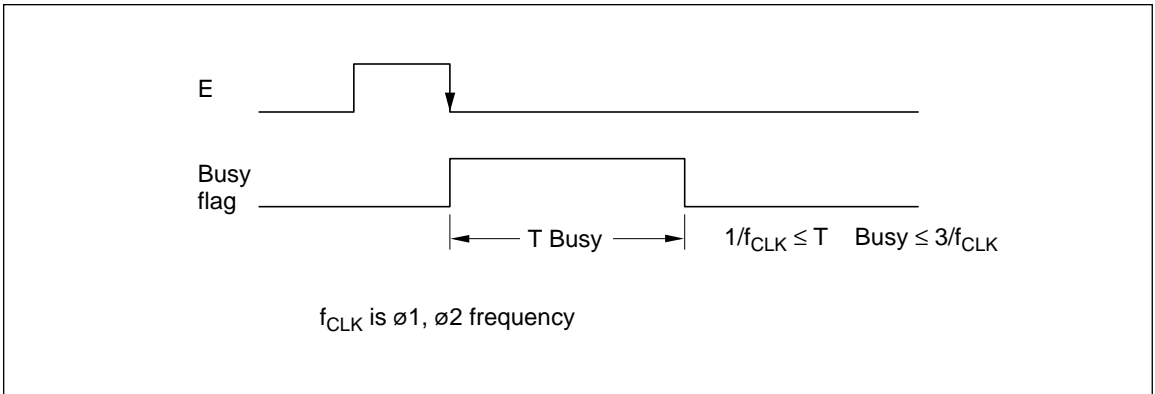 E
Busy
flag
T Busy
1/fCLK ≤ T Busy ≤ 3/fCLK
fCLK is ø1, ø2 frequency